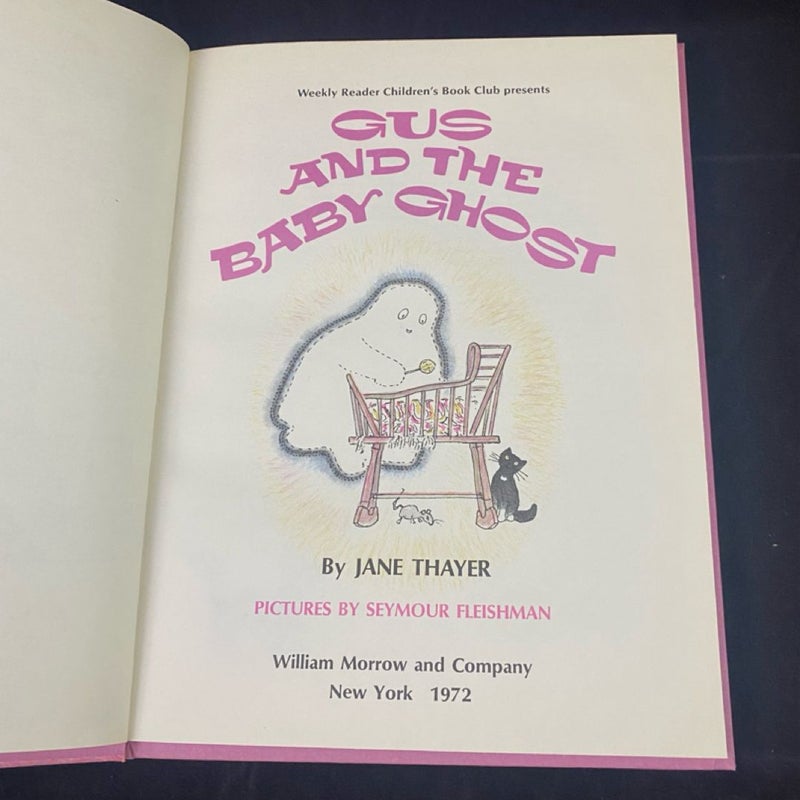 Weekly Reader Children's Book Club presents
GUS
AND THE
BABY GHOST
By JANE THAYER
PICTURES BY SEYMOUR FLEISHMAN
William Morrow and Company
New York 1972